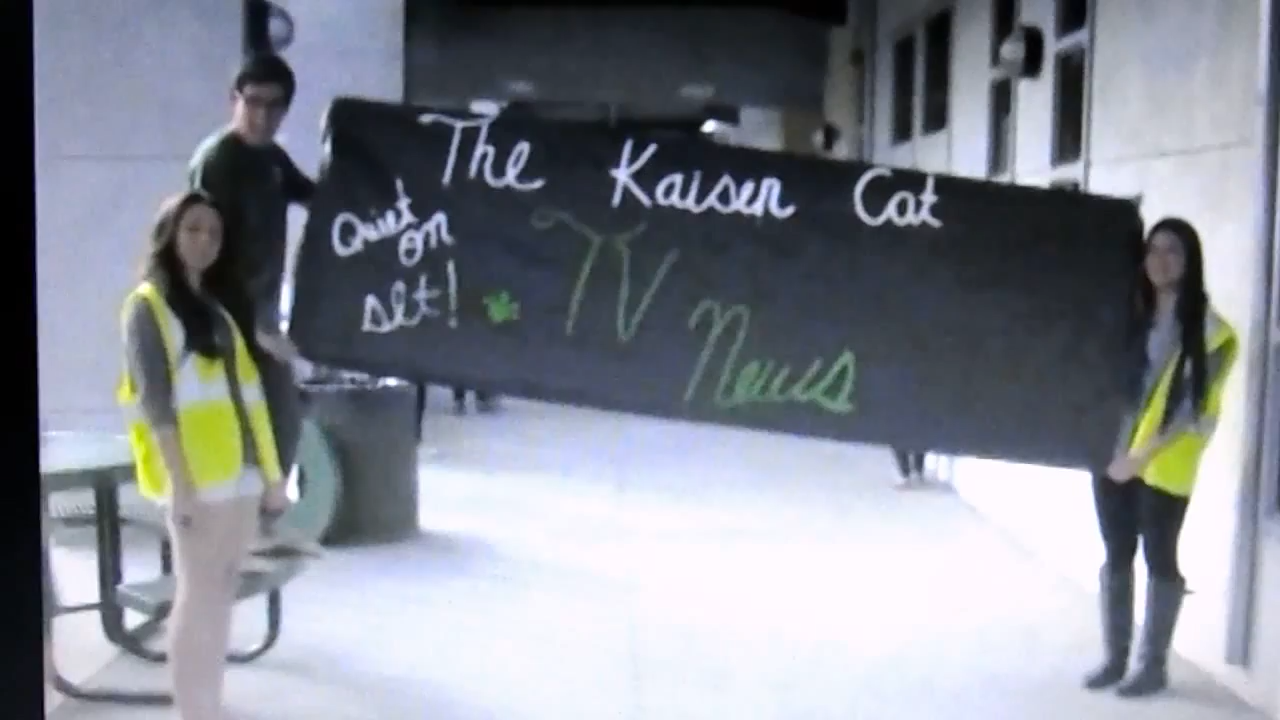 The Kaiser Cat
Quiet
on
set!
TV
News